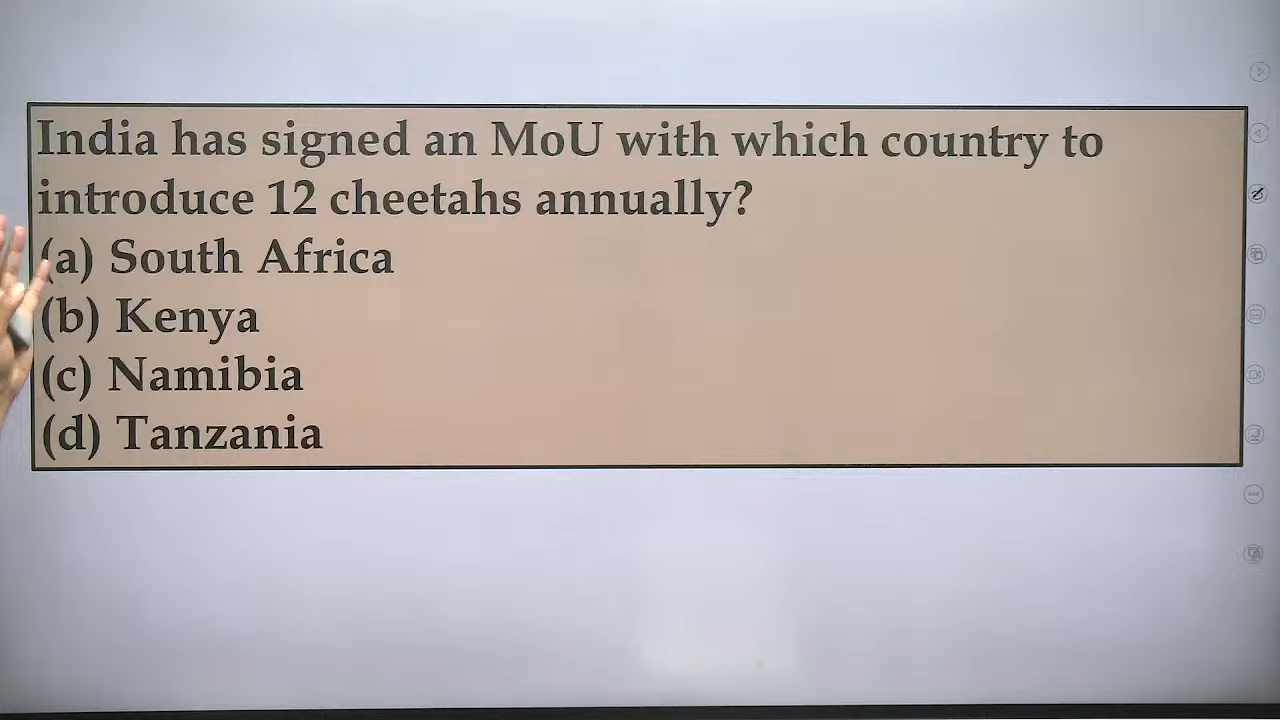 India has signed an MoU with which country to
introduce 12 cheetahs annually?
(a) South Africa
(b) Kenya
(c) Namibia
(d) Tanzania